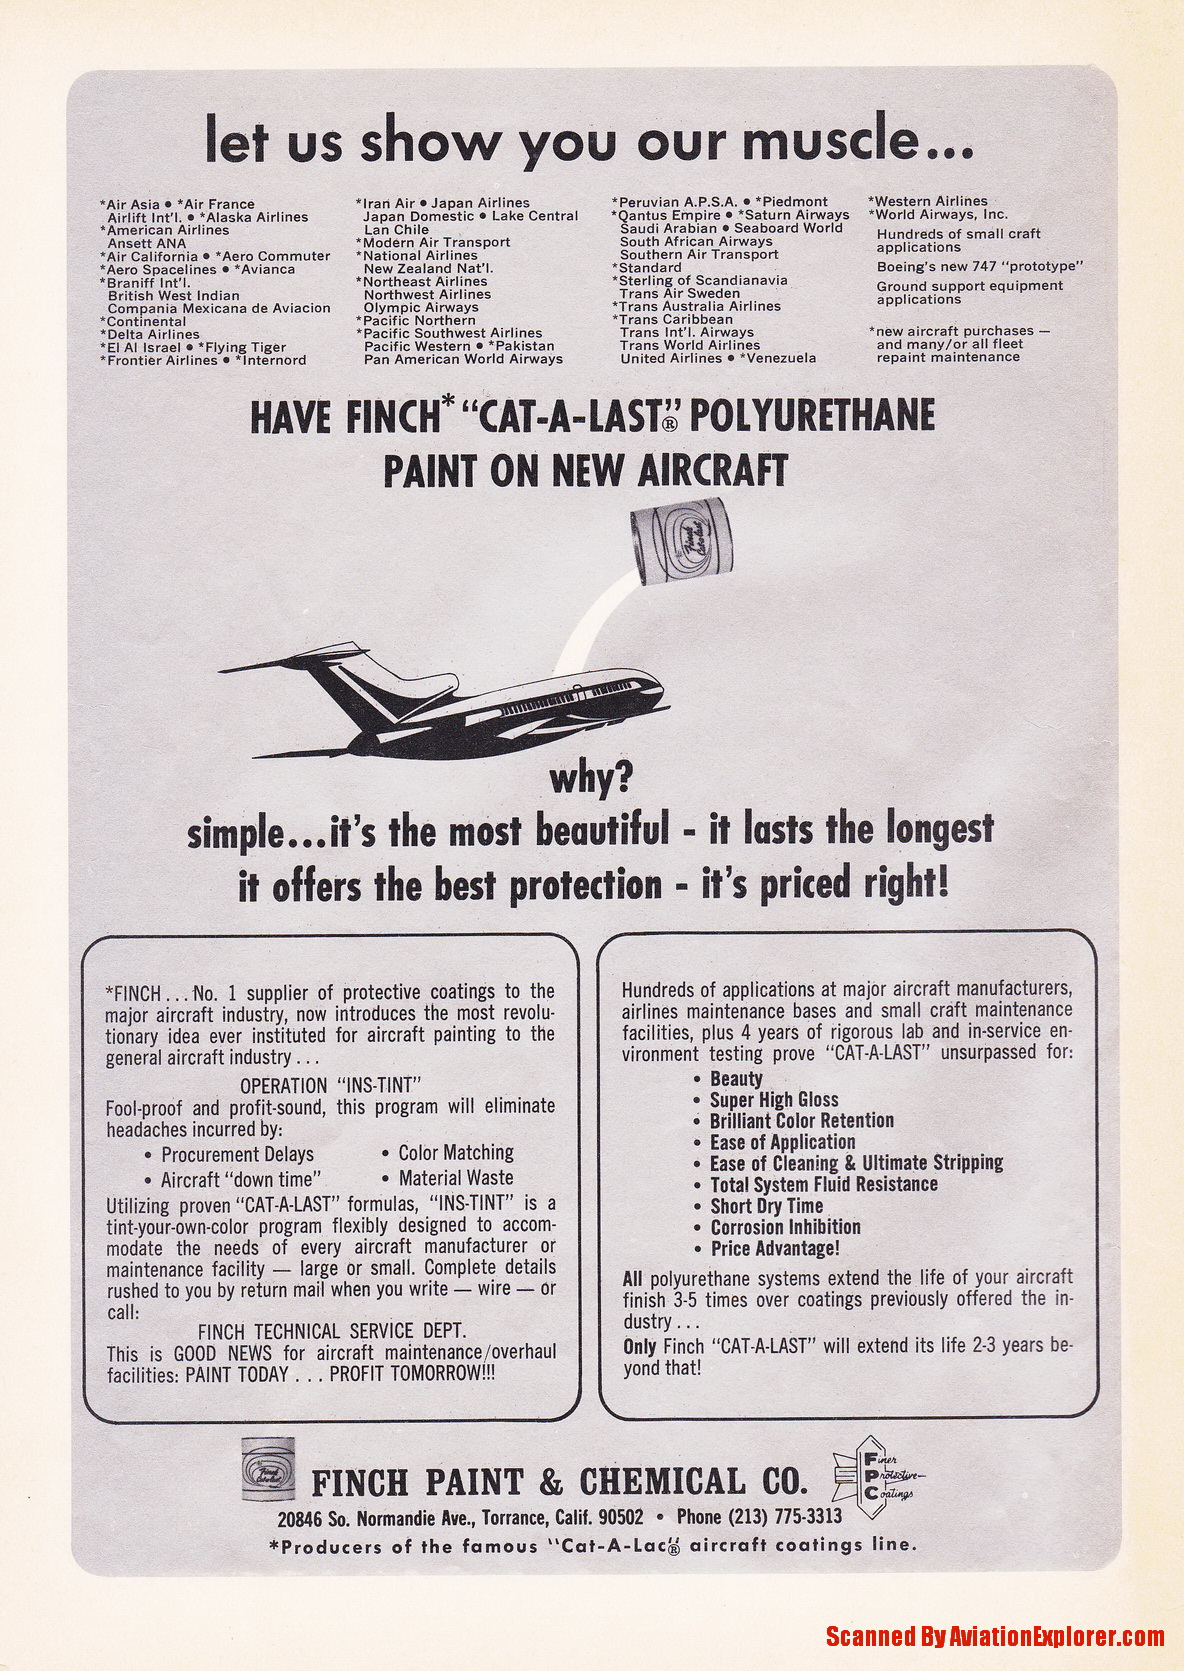 let us show you our muscle...
*Air Asia • *Air France
Airlift Int'l. • *Alaska Airlines
*American Airlines
Ansett ANA
*Air California • *Aero Commuter
*Aero Spacelines • *Avianca
*Braniff Int'l.
British West Indian
Compania Mexicana de Aviacion
*Continental
*Delta Airlines
*El Al Israel • *Flying Tiger
*Frontier Airlines • *Internord
*Iran Air • Japan Airlines
Japan Domestic • Lake Central
Lan Chile
*Modern Air Transport
*National Airlines
New Zealand Nat'l.
*Northeast Airlines
Northwest Airlines
Olympic Airways
*Pacific Northern
*Pacific Southwest Airlines
Pacific Western • *Pakistan
Pan American World Airways
*Peruvian A.P.S.A. • *Piedmont
*Qantus Empire • *Saturn Airways
Saudi Arabian • Seaboard World
South African Airways
Southern Air Transport
*Standard
*Sterling of Scandianavia
Trans Air Sweden
*Trans Australia Airlines
*Trans Caribbean
Trans Int'l. Airways
Trans World Airlines
United Airlines • *Venezuela
*Western Airlines
*World Airways, Inc.
Hundreds of small craft
applications
Boeing's new 747 "prototype"
Ground support equipment
applications
*new aircraft purchases —
and many/or all fleet
repaint maintenance
HAVE FINCH* "CAT-A-LAST"® POLYURETHANE
PAINT ON NEW AIRCRAFT
Finch
Cat-a-last
why?
simple...it's the most beautiful - it lasts the longest
it offers the best protection - it's priced right!
*FINCH...No. 1 supplier of protective coatings to the
major aircraft industry, now introduces the most revolu-
tionary idea ever instituted for aircraft painting to the
general aircraft industry...
OPERATION "INS-TINT"
Fool-proof and profit-sound, this program will eliminate
headaches incurred by:
• Procurement Delays • Color Matching
• Aircraft "down time" • Material Waste
Utilizing proven "CAT-A-LAST" formulas, "INS-TINT" is a
tint-your-own-color program flexibly designed to accom-
modate the needs of every aircraft manufacturer or
maintenance facility — large or small. Complete details
rushed to you by return mail when you write — wire — or
call:
FINCH TECHNICAL SERVICE DEPT.
This is GOOD NEWS for aircraft maintenance/overhaul
facilities: PAINT TODAY . . . PROFIT TOMORROW!!!
Hundreds of applications at major aircraft manufacturers,
airlines maintenance bases and small craft maintenance
facilities, plus 4 years of rigorous lab and in-service en-
vironment testing prove "CAT-A-LAST" unsurpassed for:
• Beauty
• Super High Gloss
• Brilliant Color Retention
• Ease of Application
• Ease of Cleaning & Ultimate Stripping
• Total System Fluid Resistance
• Short Dry Time
• Corrosion Inhibition
• Price Advantage!
All polyurethane systems extend the life of your aircraft
finish 3-5 times over coatings previously offered the in-
dustry...
Only Finch "CAT-A-LAST" will extend its life 2-3 years be-
yond that!
Finch
Cat-a-last
FINCH PAINT & CHEMICAL CO.
Finer
Protective
Coatings
20846 So. Normandie Ave., Torrance, Calif. 90502 • Phone (213) 775-3313
*Producers of the famous "Cat-A-Lac"® aircraft coatings line.
Scanned By AviationExplorer.com